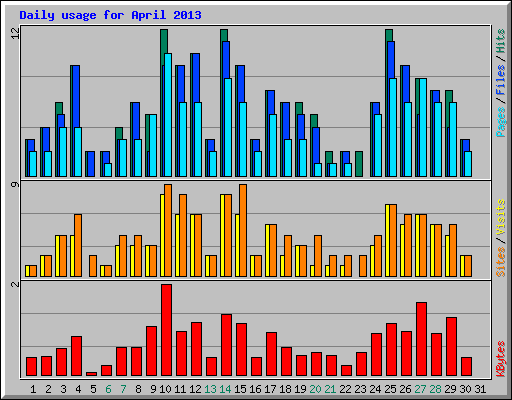 Daily usage for April 2013
12
Pages / Files / Hits
9
Sites / Visits
2
KBytes
1 2 3 4 5 6 7 8 9 10 11 12 13 14 15 16 17 18 19 20 21 22 23 24 25 26 27 28 29 30 31